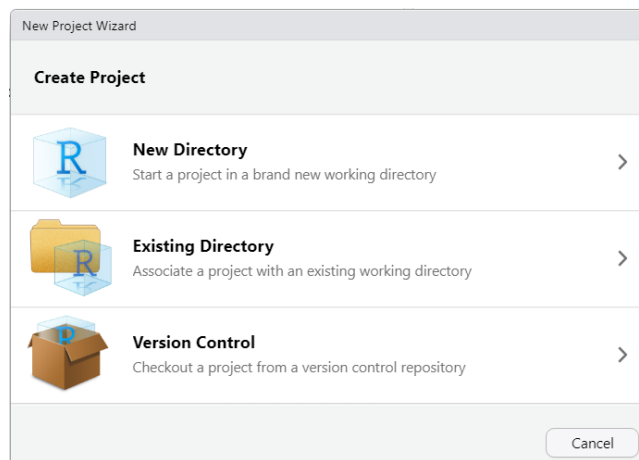 New Project Wizard
Create Project
R
New Directory
Start a project in a brand new working directory
R
Existing Directory
Associate a project with an existing working directory
R
Version Control
Checkout a project from a version control repository
Cancel